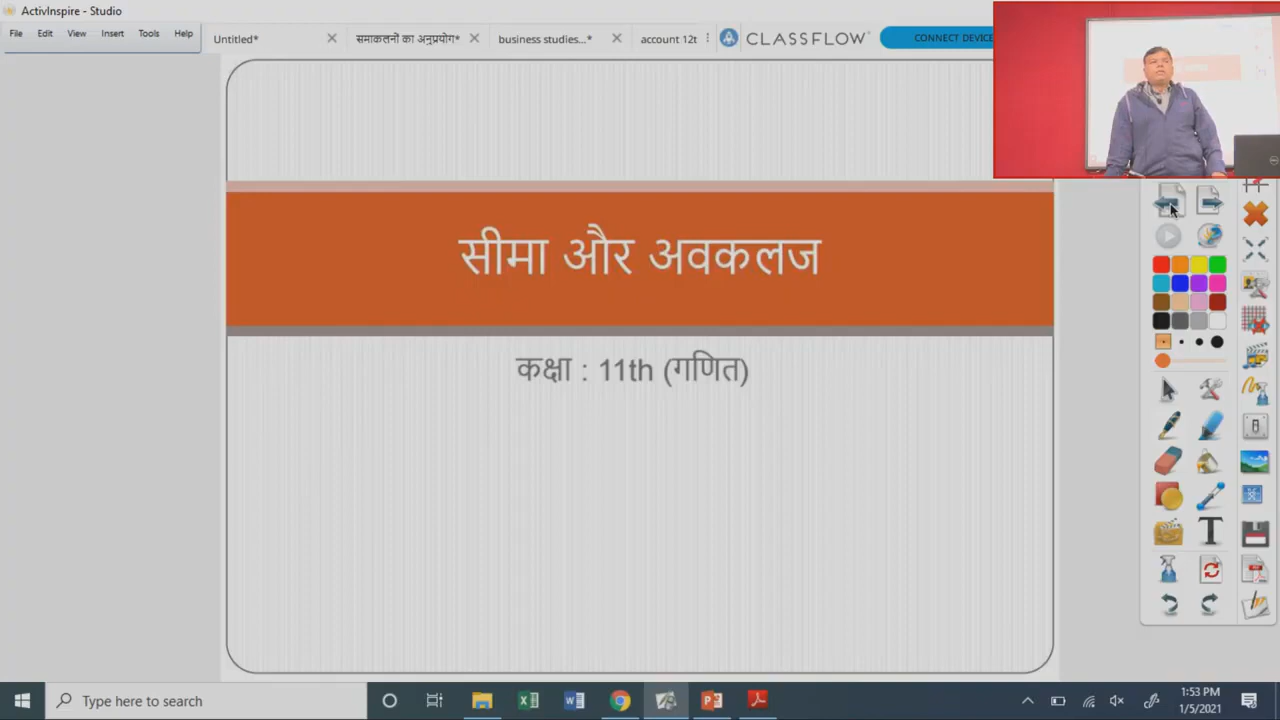 ActivInspire - Studio
File Edit View Insert Tools Help
Untitled* समाकलनों का अनुप्रयोग* business studies...* account 12t CLASSFLOW CONNECT DEVICE
सीमा और अवकलज
कक्षा : 11th (गणित)
Type here to search
1:53 PM
1/5/2021